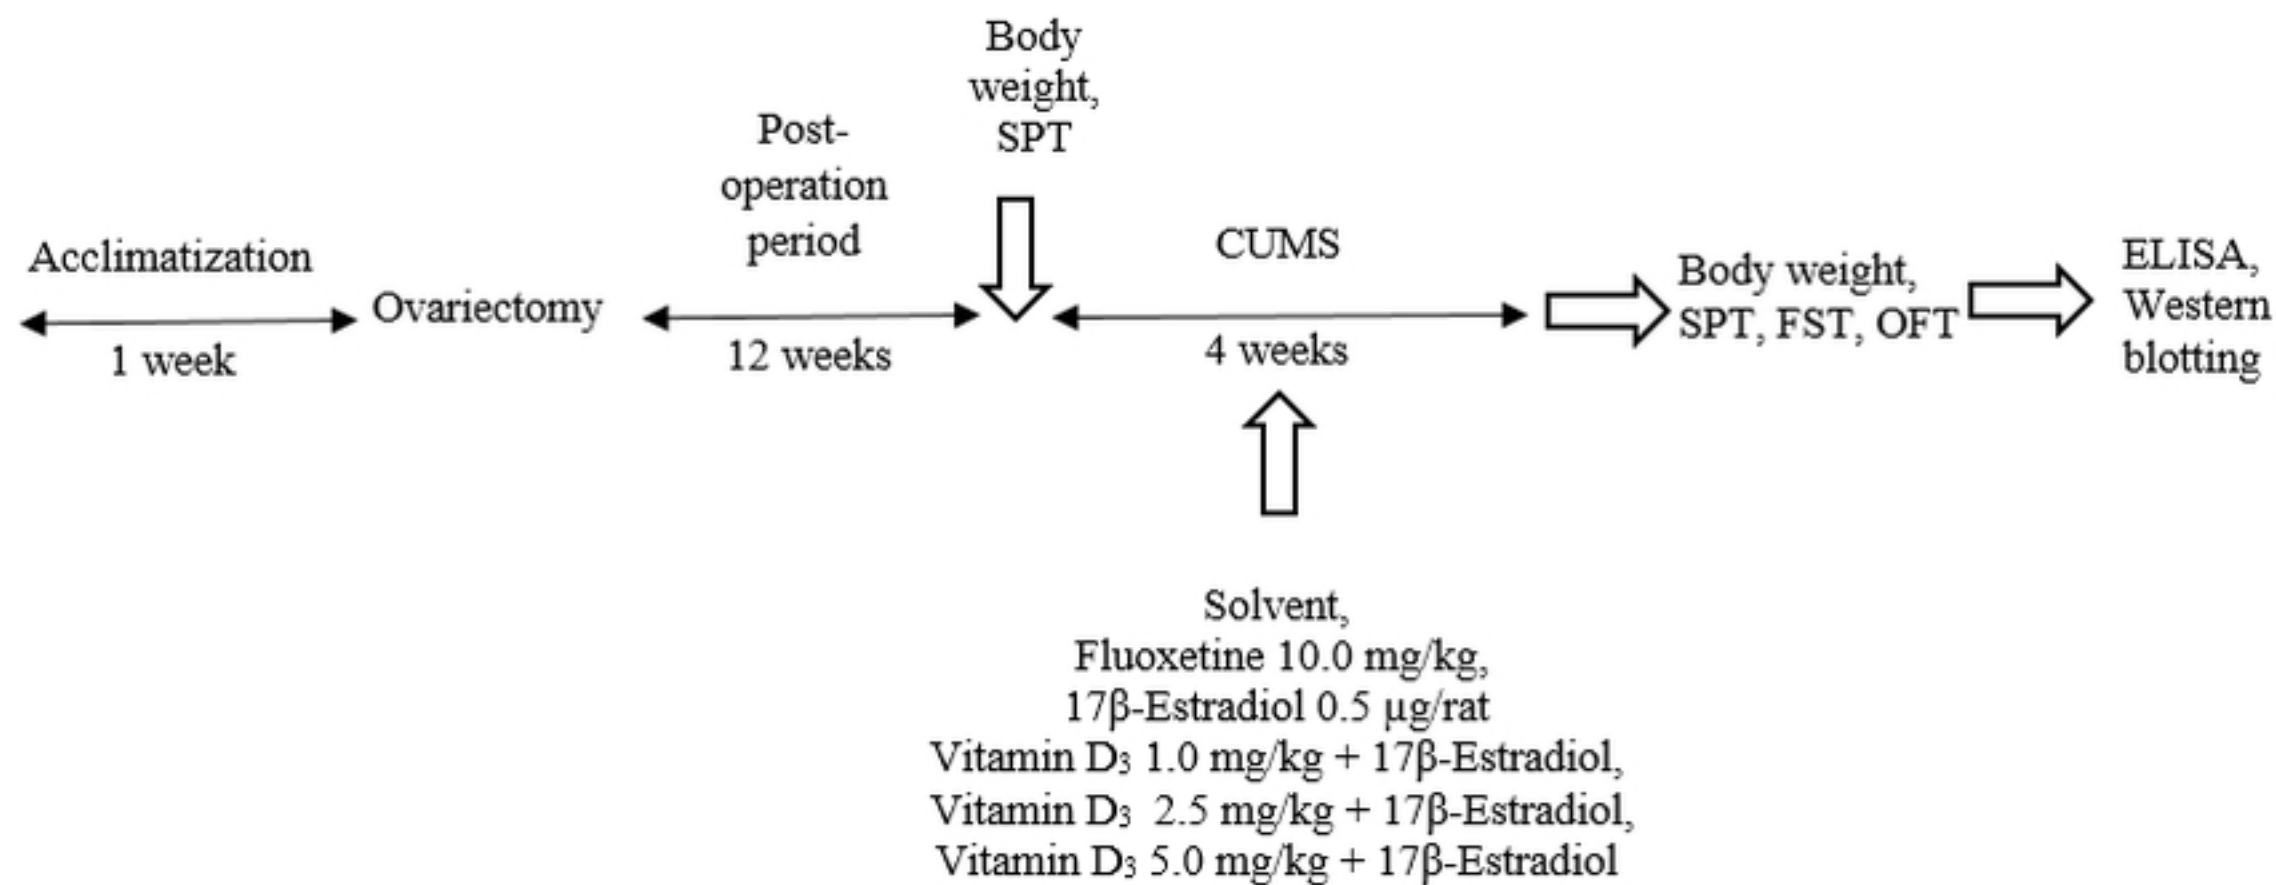 Acclimatization
1 week
Ovariectomy
Post-
operation
period
12 weeks
Body
weight,
SPT
CUMS
4 weeks
Solvent,
Fluoxetine 10.0 mg/kg,
17β-Estradiol 0.5 µg/rat
Vitamin D₃ 1.0 mg/kg + 17β-Estradiol,
Vitamin D₃ 2.5 mg/kg + 17β-Estradiol,
Vitamin D₃ 5.0 mg/kg + 17β-Estradiol
Body weight,
SPT, FST, OFT
ELISA,
Western
blotting